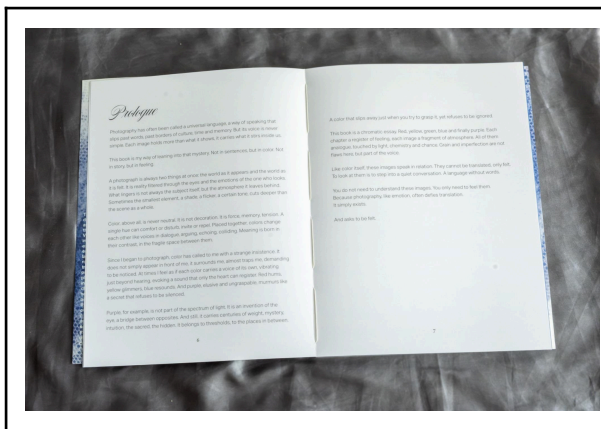 Prologue
Photography has often been called a universal language, a way of speaking that
slips past words, past borders of culture, time and memory. But its voice is never
simple. Each image holds more than what it shows, it carries what it stirs inside us.
This book is my way of leaning into that mystery. Not in sentences, but in color. Not
in story, but in feeling.
A photograph is always two things at once: the world as it appears and the world as
it is felt. It is reality filtered through the tools and the emotions of the one who looks.
What lingers is not always the subject itself but the atmosphere it leaves behind.
Sometimes the smallest element, a shade, a flicker, a certain tone, cuts deeper than
the scene as a whole.
Color, above all, is never neutral. It is not decoration. It is force, memory, tension. A
single hue can comfort or disturb, mute or open. Placed together, colors change
each other like voices in dialogue, arguing, echoing, colliding. Meaning is born in
their contrast, in the fragile space between them.
Since I began to photograph, color has called to me with a strange insistence. It
does not simply appear in front of me, it surrounds me, almost traps me, demanding
to be noticed. At times I feel as if each color carries a voice of its own, vibrating
just beyond hearing, evoking a sound that only the heart can register. Red burns,
yellow glimmers, blue resounds. And purple, elusive and ungraspable, murmurs like
a secret that refuses to be silenced.
Purple, for example, is not part of the spectrum of light. It is an invention of the
eye, a bridge between opposites. And still, it carries centuries of weight, mystery,
intuition, the sacred, the hidden. It belongs to thresholds, to the places in between.
6
A color that slips away just when you try to grasp it, yet refuses to be ignored.
This book is a chromatic essay. Red, yellow, green, blue and finally purple. Each
chapter a register of feeling, each image a fragment of atmosphere. All of them
analogue, touched by light, chemistry and chance. Grain and imperfection are not
flaws here, but part of the voice.
Like color itself, these images speak in relation. They cannot be translated, only felt.
To look at them is to step into a quiet conversation. A language without words.
You do not need to understand these images. You only need to feel them.
Because photography, like emotion, often defies translation.
It simply exists.
And asks to be felt.
7